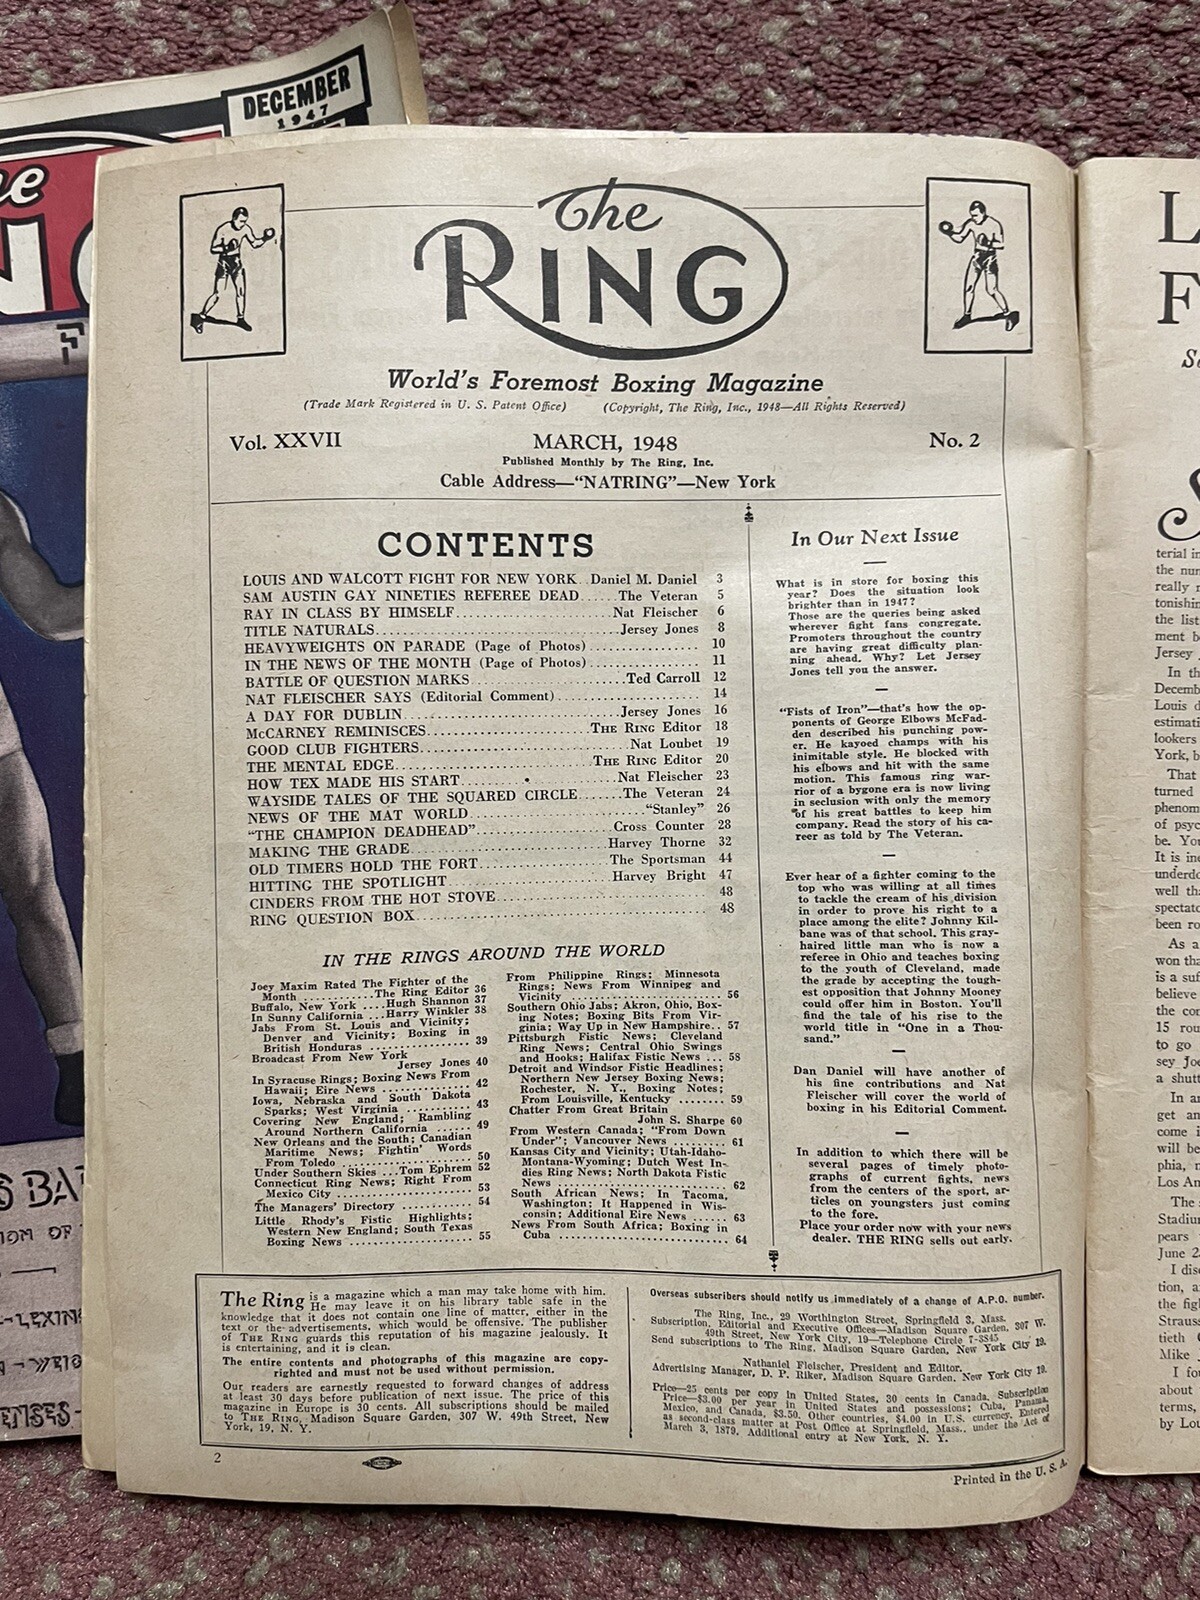 DECEMBER
1947
The
RING
World's Foremost Boxing Magazine
(Trade Mark Registered in U. S. Patent Office) (Copyright, The Ring, Inc., 1948—All Rights Reserved)
Vol. XXVII MARCH, 1948 No. 2
Published Monthly by The Ring, Inc.
Cable Address—"NATRING"—New York
CONTENTS
LOUIS AND WALCOTT FIGHT FOR NEW YORK..Daniel M. Daniel 3
SAM AUSTIN GAY NINETIES REFEREE DEAD......The Veteran 5
RAY IN CLASS BY HIMSELF........................Nat Fleischer 6
TITLE NATURALS....................................Jersey Jones 8
HEAVYWEIGHTS ON PARADE (Page of Photos)................ 10
IN THE NEWS OF THE MONTH (Page of Photos).............. 11
BATTLE OF QUESTION MARKS.......................Ted Carroll 12
NAT FLEISCHER SAYS (Editorial Comment)..................... 14
A DAY FOR DUBLIN.................................Jersey Jones 16
McCARNEY REMINISCES........................THE RING Editor 18
GOOD CLUB FIGHTERS...............................Nat Loubet 19
THE MENTAL EDGE..............................THE RING Editor 20
HOW TEX MADE HIS START........................Nat Fleischer 23
WAYSIDE TALES OF THE SQUARED CIRCLE.......The Veteran 24
NEWS OF THE MAT WORLD..........................."Stanley" 26
"THE CHAMPION DEADHEAD"......................Cross Counter 28
MAKING THE GRADE..............................Harvey Thorne 32
OLD TIMERS HOLD THE FORT....................The Sportsman 44
HITTING THE SPOTLIGHT..........................Harvey Bright 47
CINDERS FROM THE HOT STOVE................................ 48
RING QUESTION BOX............................................ 48
IN THE RINGS AROUND THE WORLD
Joey Maxim Rated The Fighter of the
Month ............The Ring Editor 36
Buffalo, New York ....Hugh Shannon 37
In Sunny California ...Harry Winkler 38
Jabs From St. Louis and Vicinity;
Denver and Vicinity; Boxing in
British Honduras .................. 39
Broadcast From New York
Jersey Jones 40
In Syracuse Rings; Boxing News From
Hawaii; Eire News ................ 42
Iowa, Nebraska and South Dakota
Sparks; West Virginia ............ 43
Covering New England; Rambling
Around Northern California ...... 49
New Orleans and the South; Canadian
Maritime News; Fightin' Words
From Toledo ...................... 50
Under Southern Skies ...Tom Ephrem 52
Connecticut Ring News; Right From
Mexico City ...................... 53
The Managers' Directory ............ 54
Little Rhody's Fistic Highlights;
Western New England; South Texas
Boxing News ...................... 55
From Philippine Rings; Minnesota
Rings; News From Winnipeg and
Vicinity .......................... 56
Southern Ohio Jabs; Akron, Ohio, Box-
ing Notes; Boxing Bits From Vir-
ginia; Way Up in New Hampshire.. 57
Pittsburgh Fistic News; Cleveland
Ring News; Central Ohio Swings
and Hooks; Halifax Fistic News ... 58
Detroit and Windsor Fistic Headlines;
Northern New Jersey Boxing News;
Rochester, N. Y., Boxing Notes;
From Louisville, Kentucky ........ 59
Chatter From Great Britain
John S. Sharpe 60
From Western Canada; "From Down
Under"; Vancouver News .......... 61
Kansas City and Vicinity; Utah-Idaho-
Montana-Wyoming; Dutch West In-
dies Ring News; North Dakota Fistic
News .............................. 62
South African News; In Tacoma,
Washington; It Happened in Wis-
consin; Additional Eire News ...... 63
News From South Africa; Boxing in
Cuba .............................. 64
In Our Next Issue
What is in store for boxing this
year? Does the situation look
brighter than in 1947?
Those are the queries being asked
wherever fight fans congregate.
Promoters throughout the country
are having great difficulty plan-
ning ahead. Why? Let Jersey
Jones tell you the answer.
"Fists of Iron"—that's how the op-
ponents of George Elbows McFad-
den described his punching pow-
er. He kayoed champs with his
inimitable style. He blocked with
his elbows and hit with the same
motion. This famous ring war-
rior of a bygone era is now living
in seclusion with only the memory
of his great battles to keep him
company. Read the story of his ca-
reer as told by The Veteran.
Ever hear of a fighter coming to the
top who was willing at all times
to tackle the cream of his division
in order to prove his right to a
place among the elite? Johnny Kil-
bane was of that school. This gray-
haired little man who is now a
referee in Ohio and teaches boxing
to the youth of Cleveland, made
the grade by accepting the tough-
est opposition that Johnny Mooney
could offer him in Boston. You'll
find the tale of his rise to the
world title in "One in a Thou-
sand."
Dan Daniel will have another of
his fine contributions and Nat
Fleischer will cover the world of
boxing in his Editorial Comment.
In addition to which there will be
several pages of timely photo-
graphs of current fights, news
from the centers of the sport, ar-
ticles on youngsters just coming
to the fore.
Place your order now with your news
dealer. THE RING sells out early.
The Ring is a magazine which a man may take home with him.
He may leave it on his library table safe in the
knowledge that it does not contain one line of matter, either in the
text or the advertisements, which would be offensive. The publisher
of THE RING guards this reputation of his magazine jealously. It
is entertaining, and it is clean.
The entire contents and photographs of this magazine are copy-
righted and must not be used without permission.
Our readers are earnestly requested to forward changes of address
at least 30 days before publication of next issue. The price of this
magazine in Europe is 30 cents. All subscriptions should be mailed
to THE RING, Madison Square Garden, 307 W. 49th Street, New
York, 19, N. Y.
Overseas subscribers should notify us immediately of a change of A.P.O. number.
The Ring, Inc., 29 Worthington Street, Springfield 3, Mass.
Subscription, Editorial and Executive Offices—Madison Square Garden, 307 W.
49th Street, New York City, 19—Telephone Circle 7-3845
Send subscriptions to The Ring, Madison Square Garden, New York City 19.
Nathaniel Fleischer, President and Editor.
Advertising Manager, D. P. Riker, Madison Square Garden, New York City 19.
Price—25 cents per copy in United States, 30 cents in Canada. Subscription
Price—$3.00 per year in United States and possessions; Cuba, Panama,
Mexico, and Canada, $3.50. Other countries, $4.00 in U.S. currency. Entered
as second-class matter at Post Office at Springfield, Mass., under the Act of
March 3, 1879. Additional entry at New York, N. Y.
2
Printed in the U. S. A.